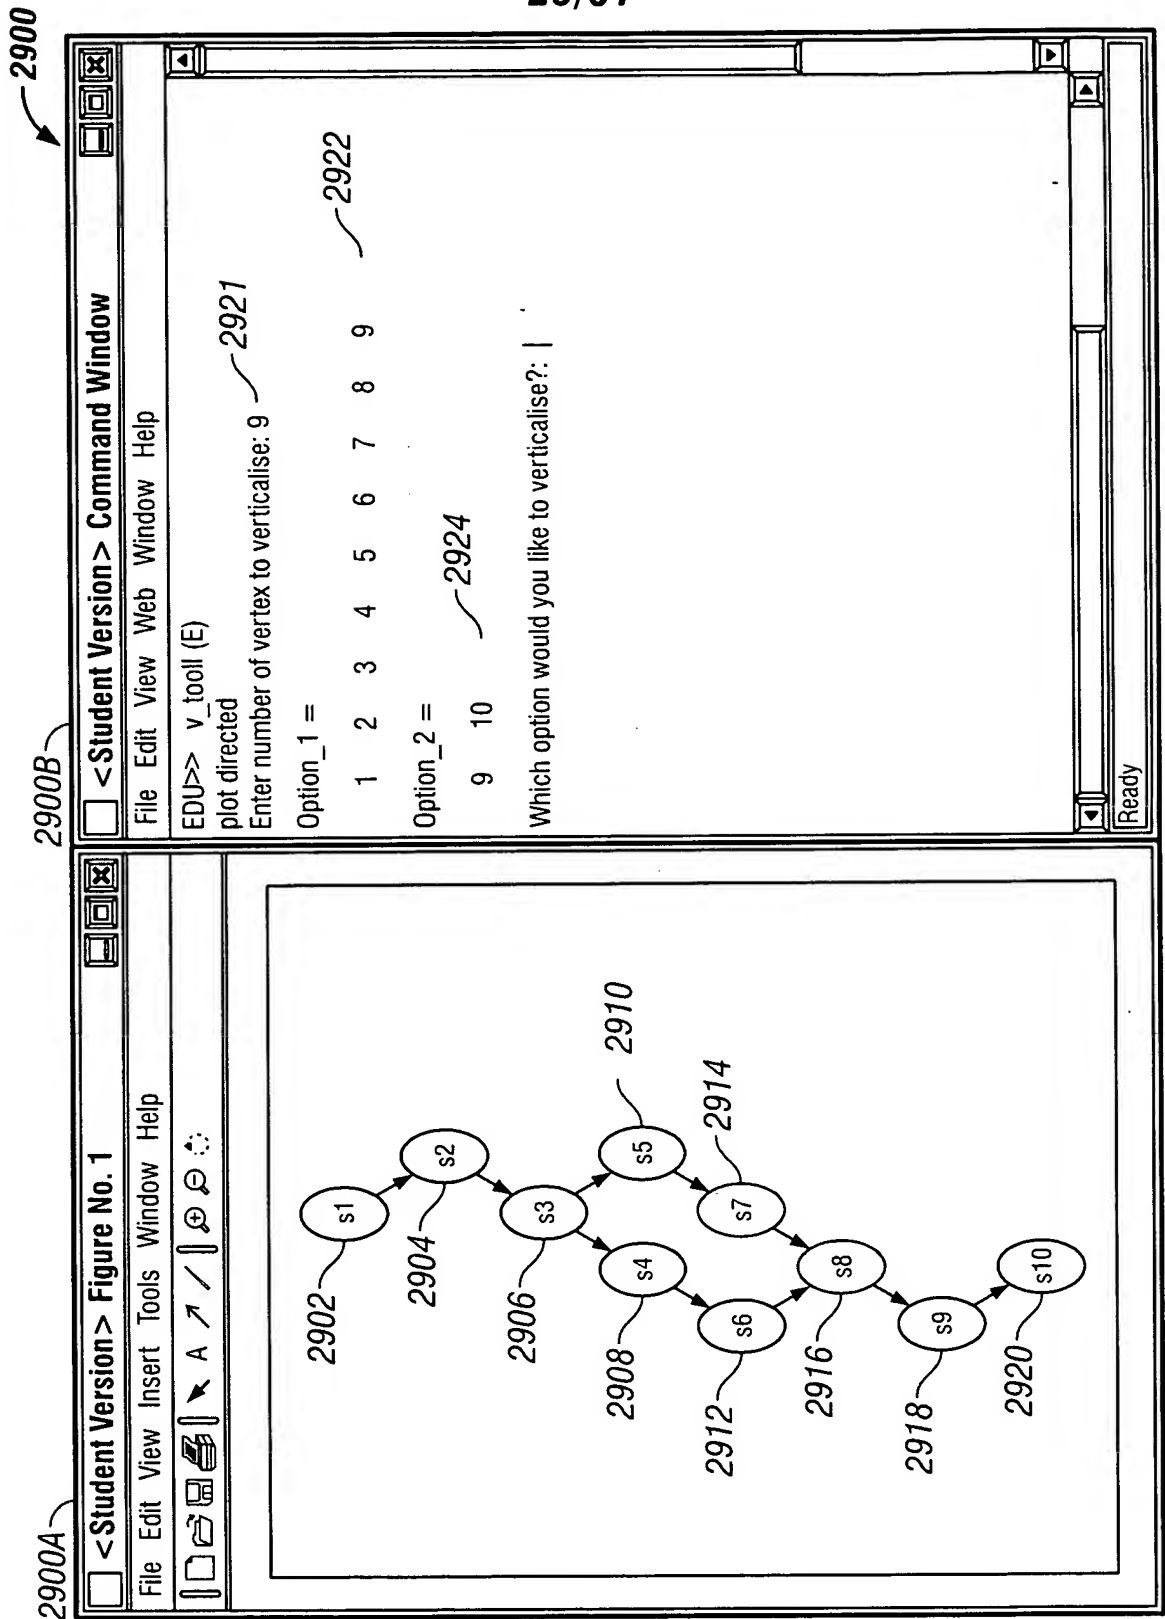 2900
2900A
<Student Version> Figure No. 1
File Edit View Insert Tools Window Help
A
2902
s1
s2
2904
2906
s3
2908
s4
s5
2910
2912
s6
s7
2914
2916
s8
2918
s9
2920
s10
2900B
<Student Version> Command Window
File Edit View Web Window Help
EDU>> v_tooll (E)
plot directed
Enter number of vertex to verticalise: 9
2921
Option_1 =
1 2 3 4 5 6 7 8 9
2922
Option_2 =
9 10
2924
Which option would you like to verticalise?: |
Ready